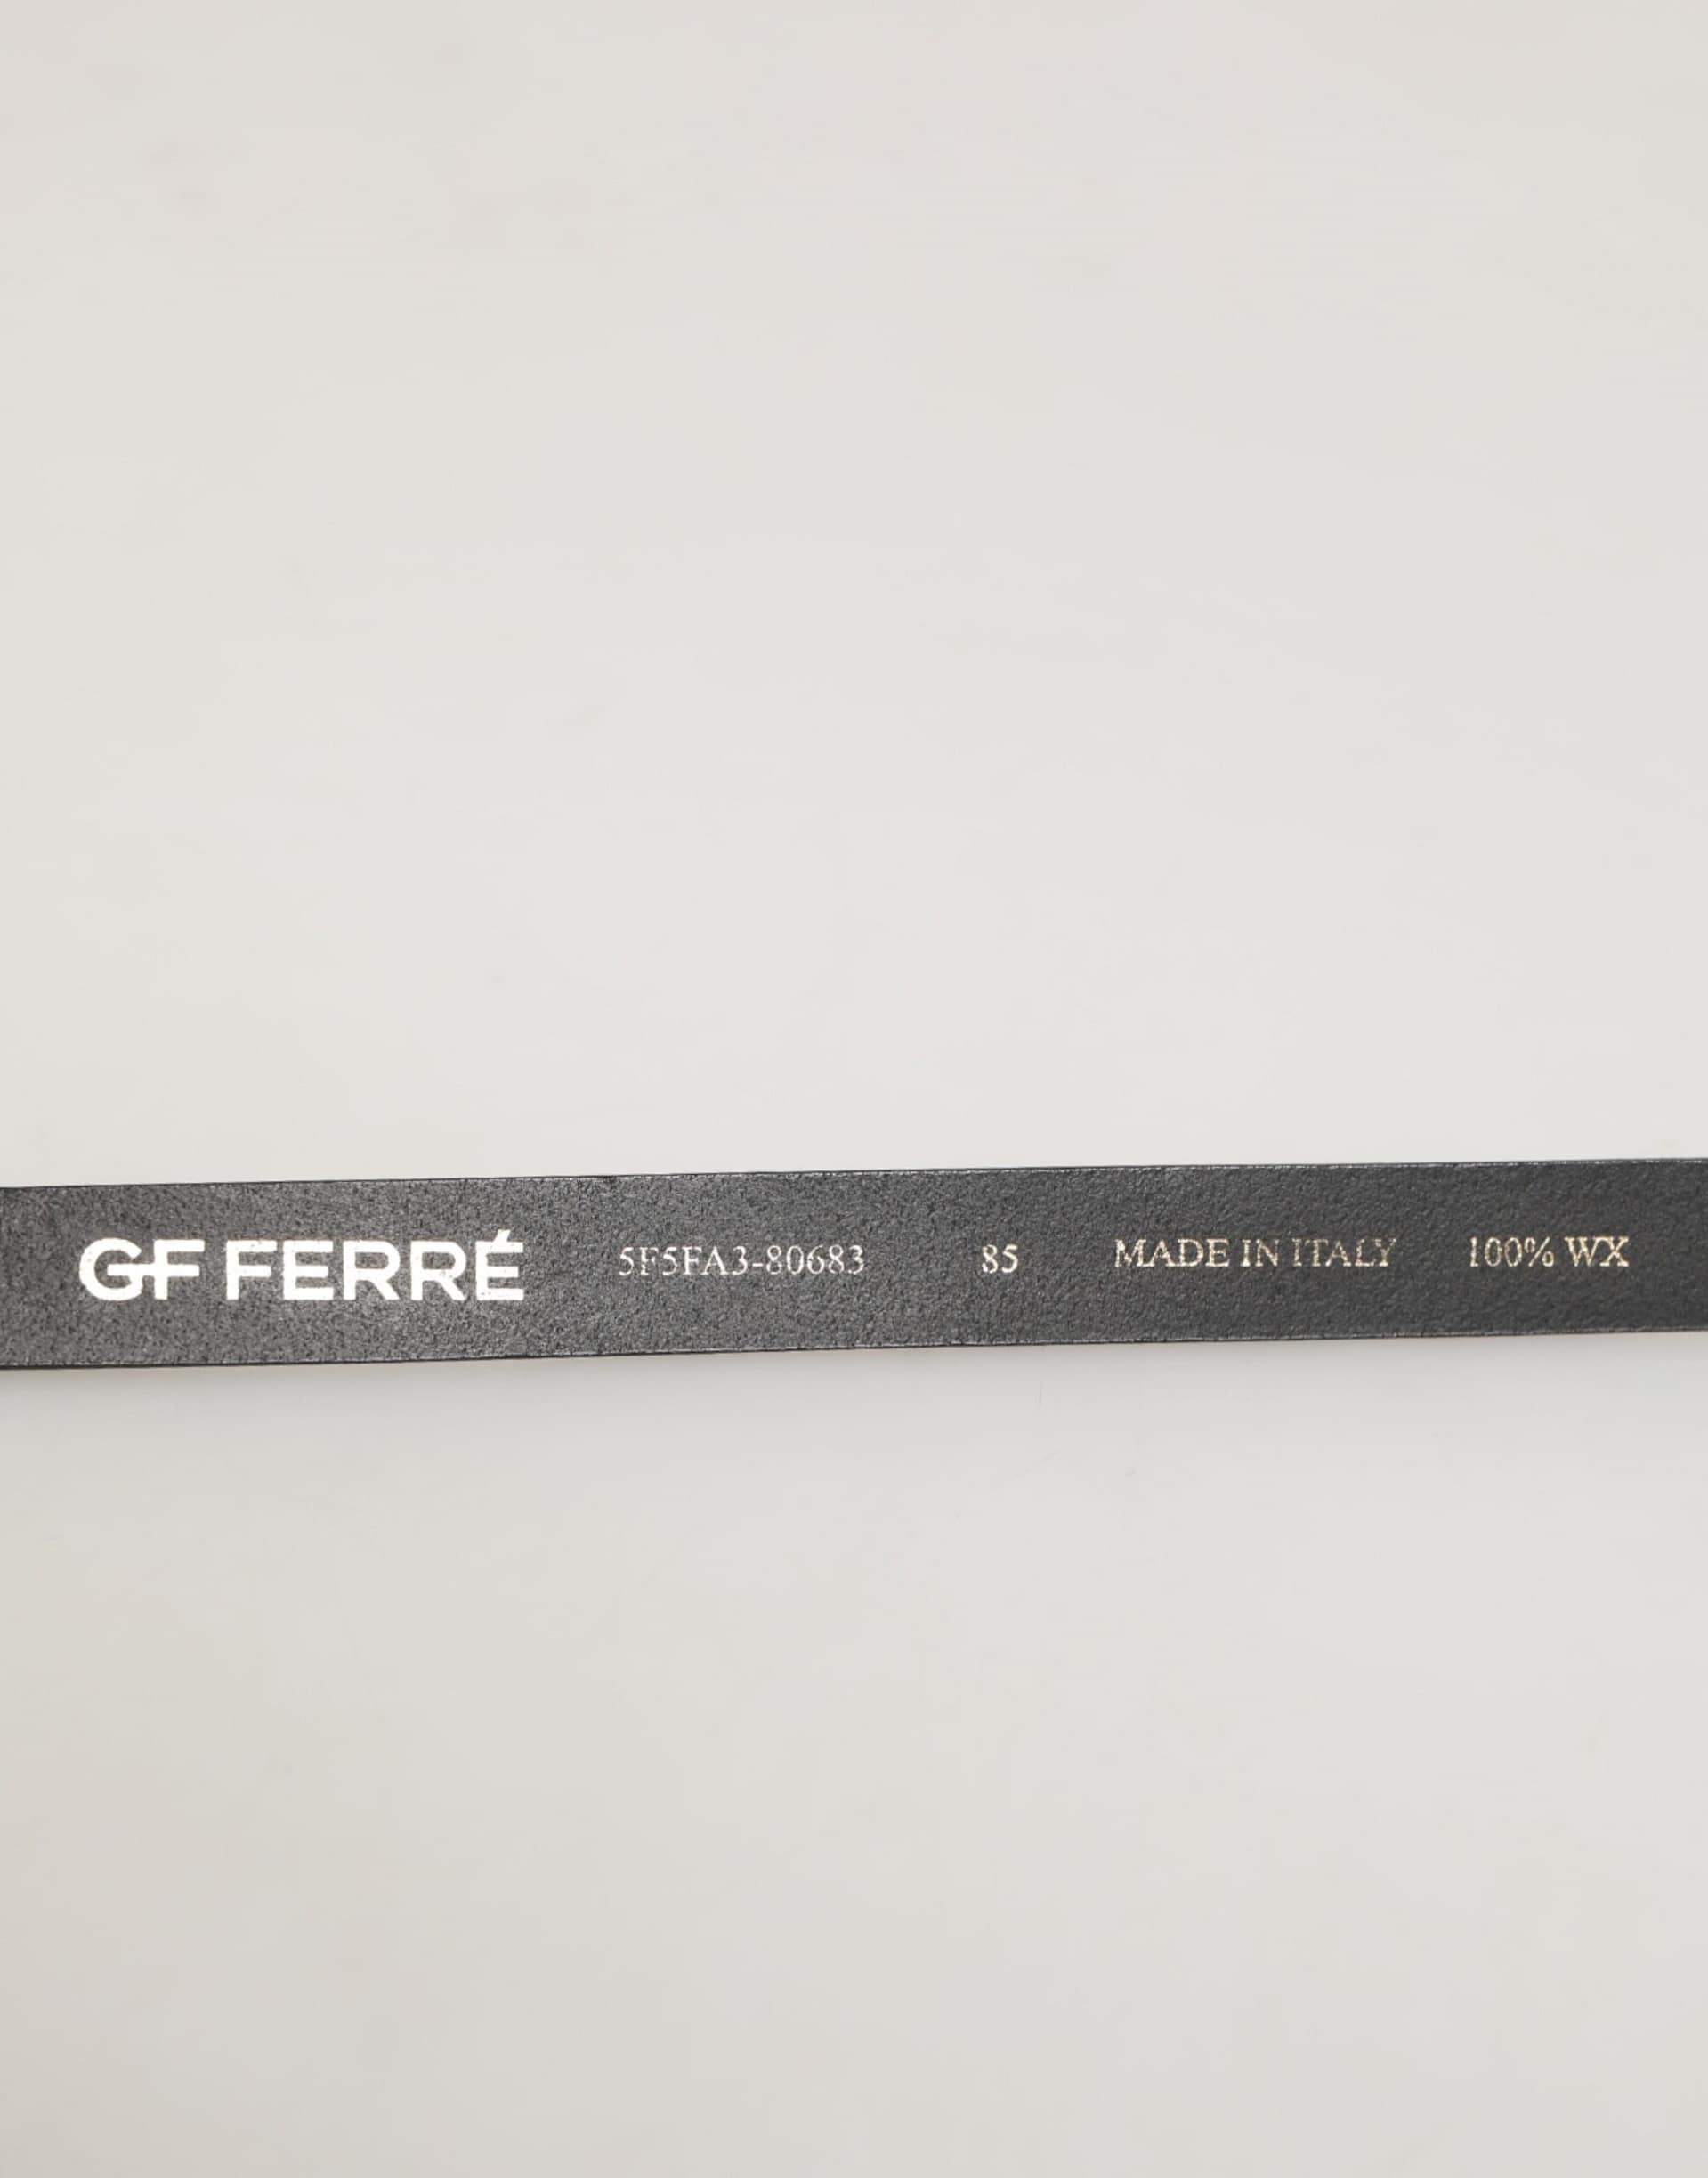 GF FERRÉ 5F5FA3-80683 85 MADE IN ITALY 100% WX